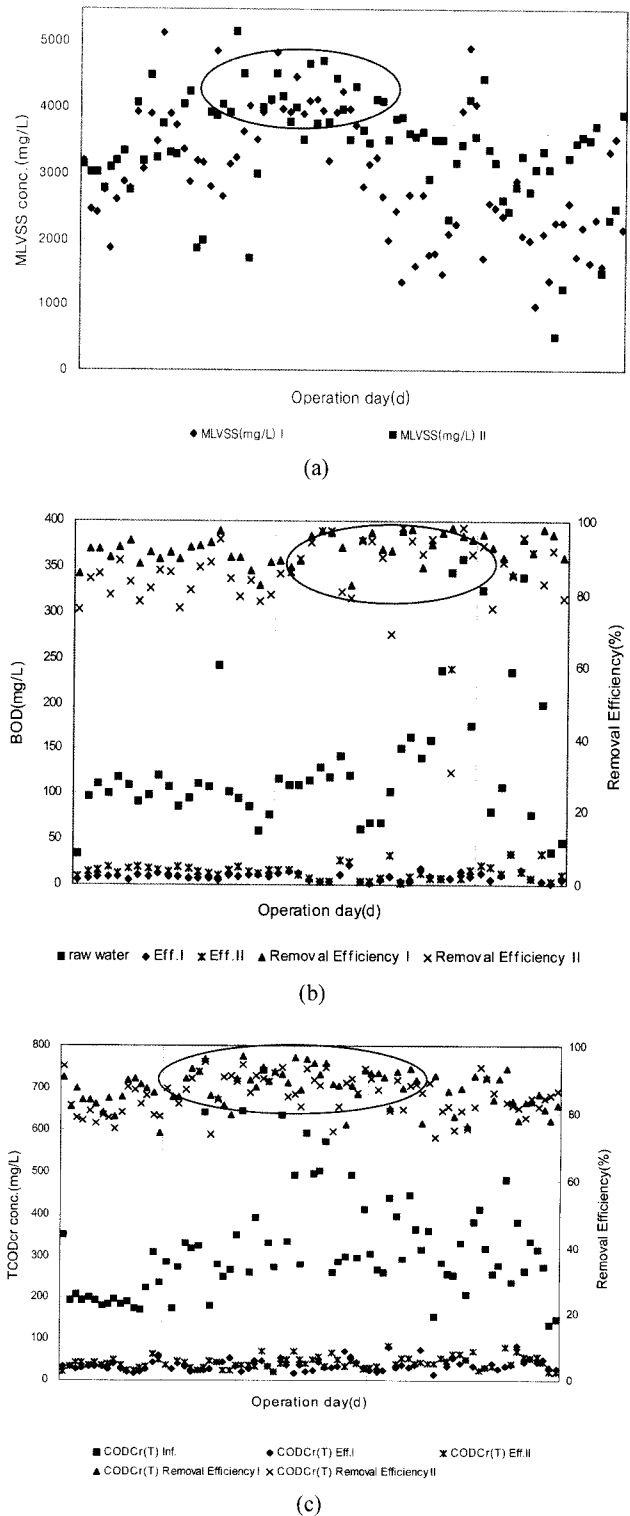 MLVSS conc.(mg/L)
5000
4000
3000
2000
1000
0
Operation day(d)
MLVSS(mg/L) I MLVSS(mg/L) II
(a)
BOD(mg/L)
400
350
300
250
200
150
100
50
0
100
80
60
40
20
0
Removal Efficiency(%)
Operation day(d)
raw water Eff.I Eff.II Removal Efficiency I Removal Efficiency II
(b)
TCODcr conc.(mg/L)
800
700
600
500
400
300
200
100
0
100
80
60
40
20
0
Removal Efficiency(%)
Operation day(d)
CODCr(T) Inf. CODCr(T) Eff.I CODCr(T) Eff.II
CODCr(T) Removal Efficiency I CODCr(T) Removal Efficiency II
(c)